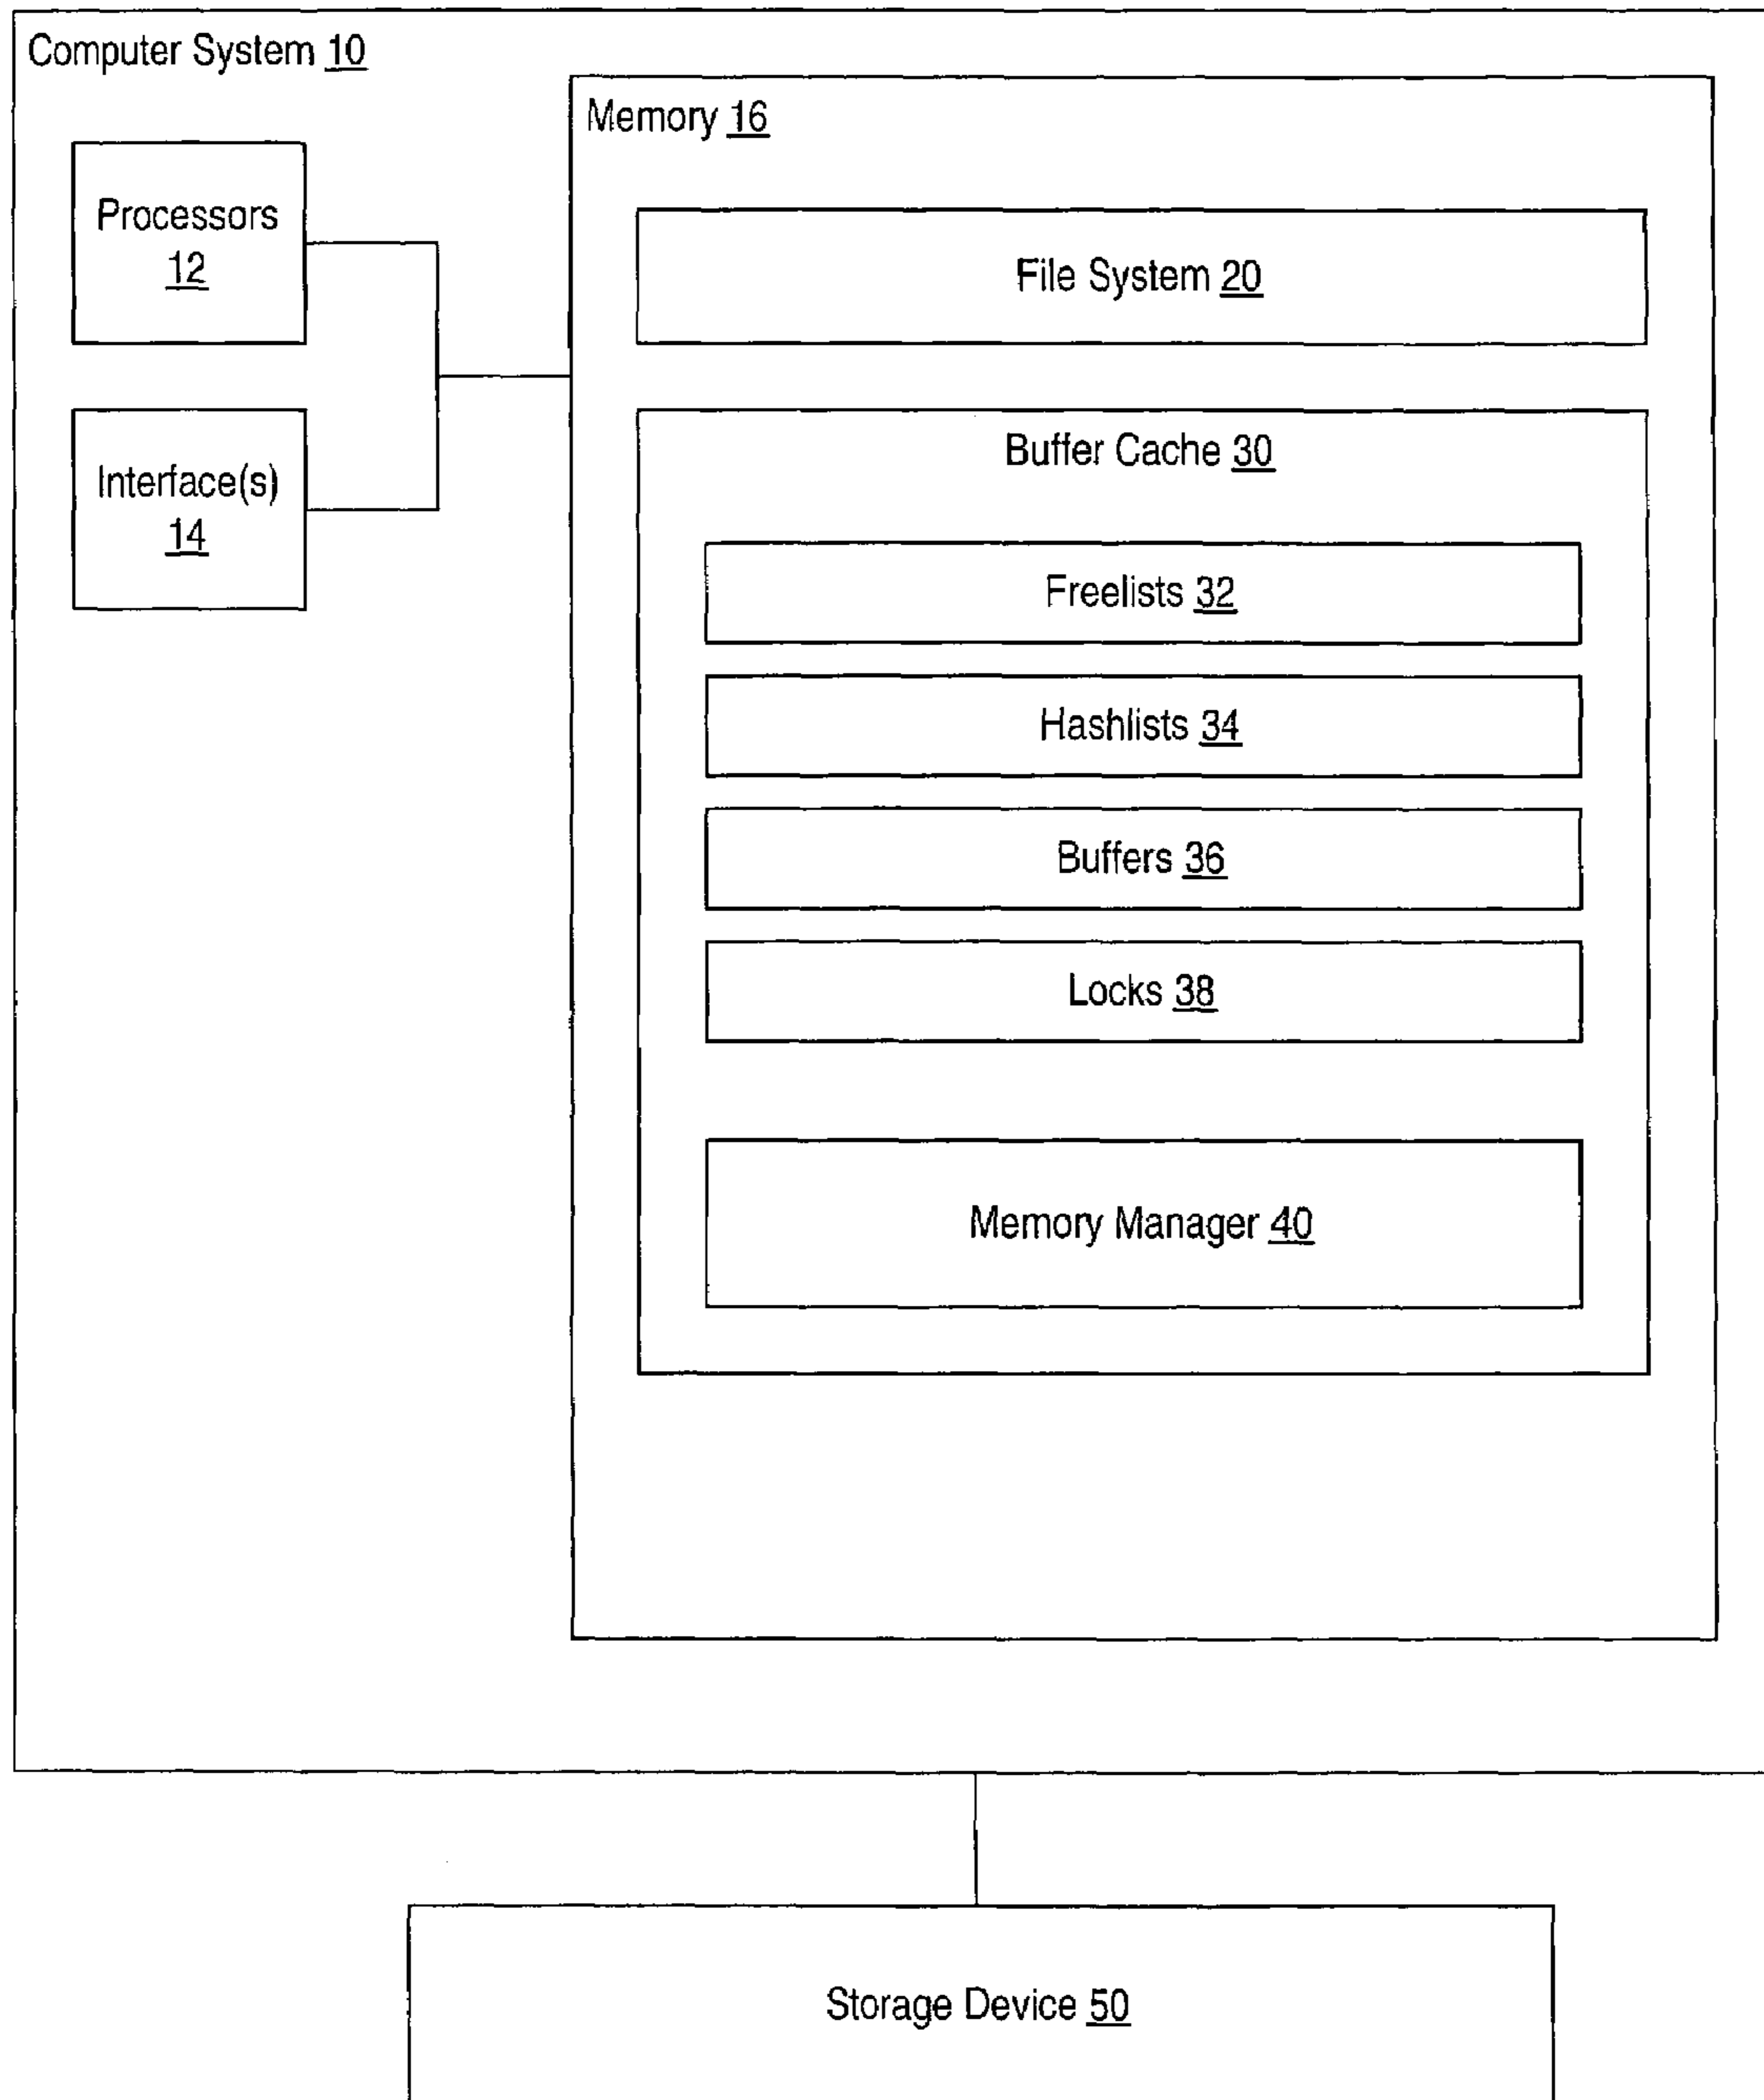 Computer System 10
Memory 16
Processors
12
File System 20
Interface(s)
14
Buffer Cache 30
Freelists 32
Hashlists 34
Buffers 36
Locks 38
Memory Manager 40
Storage Device 50